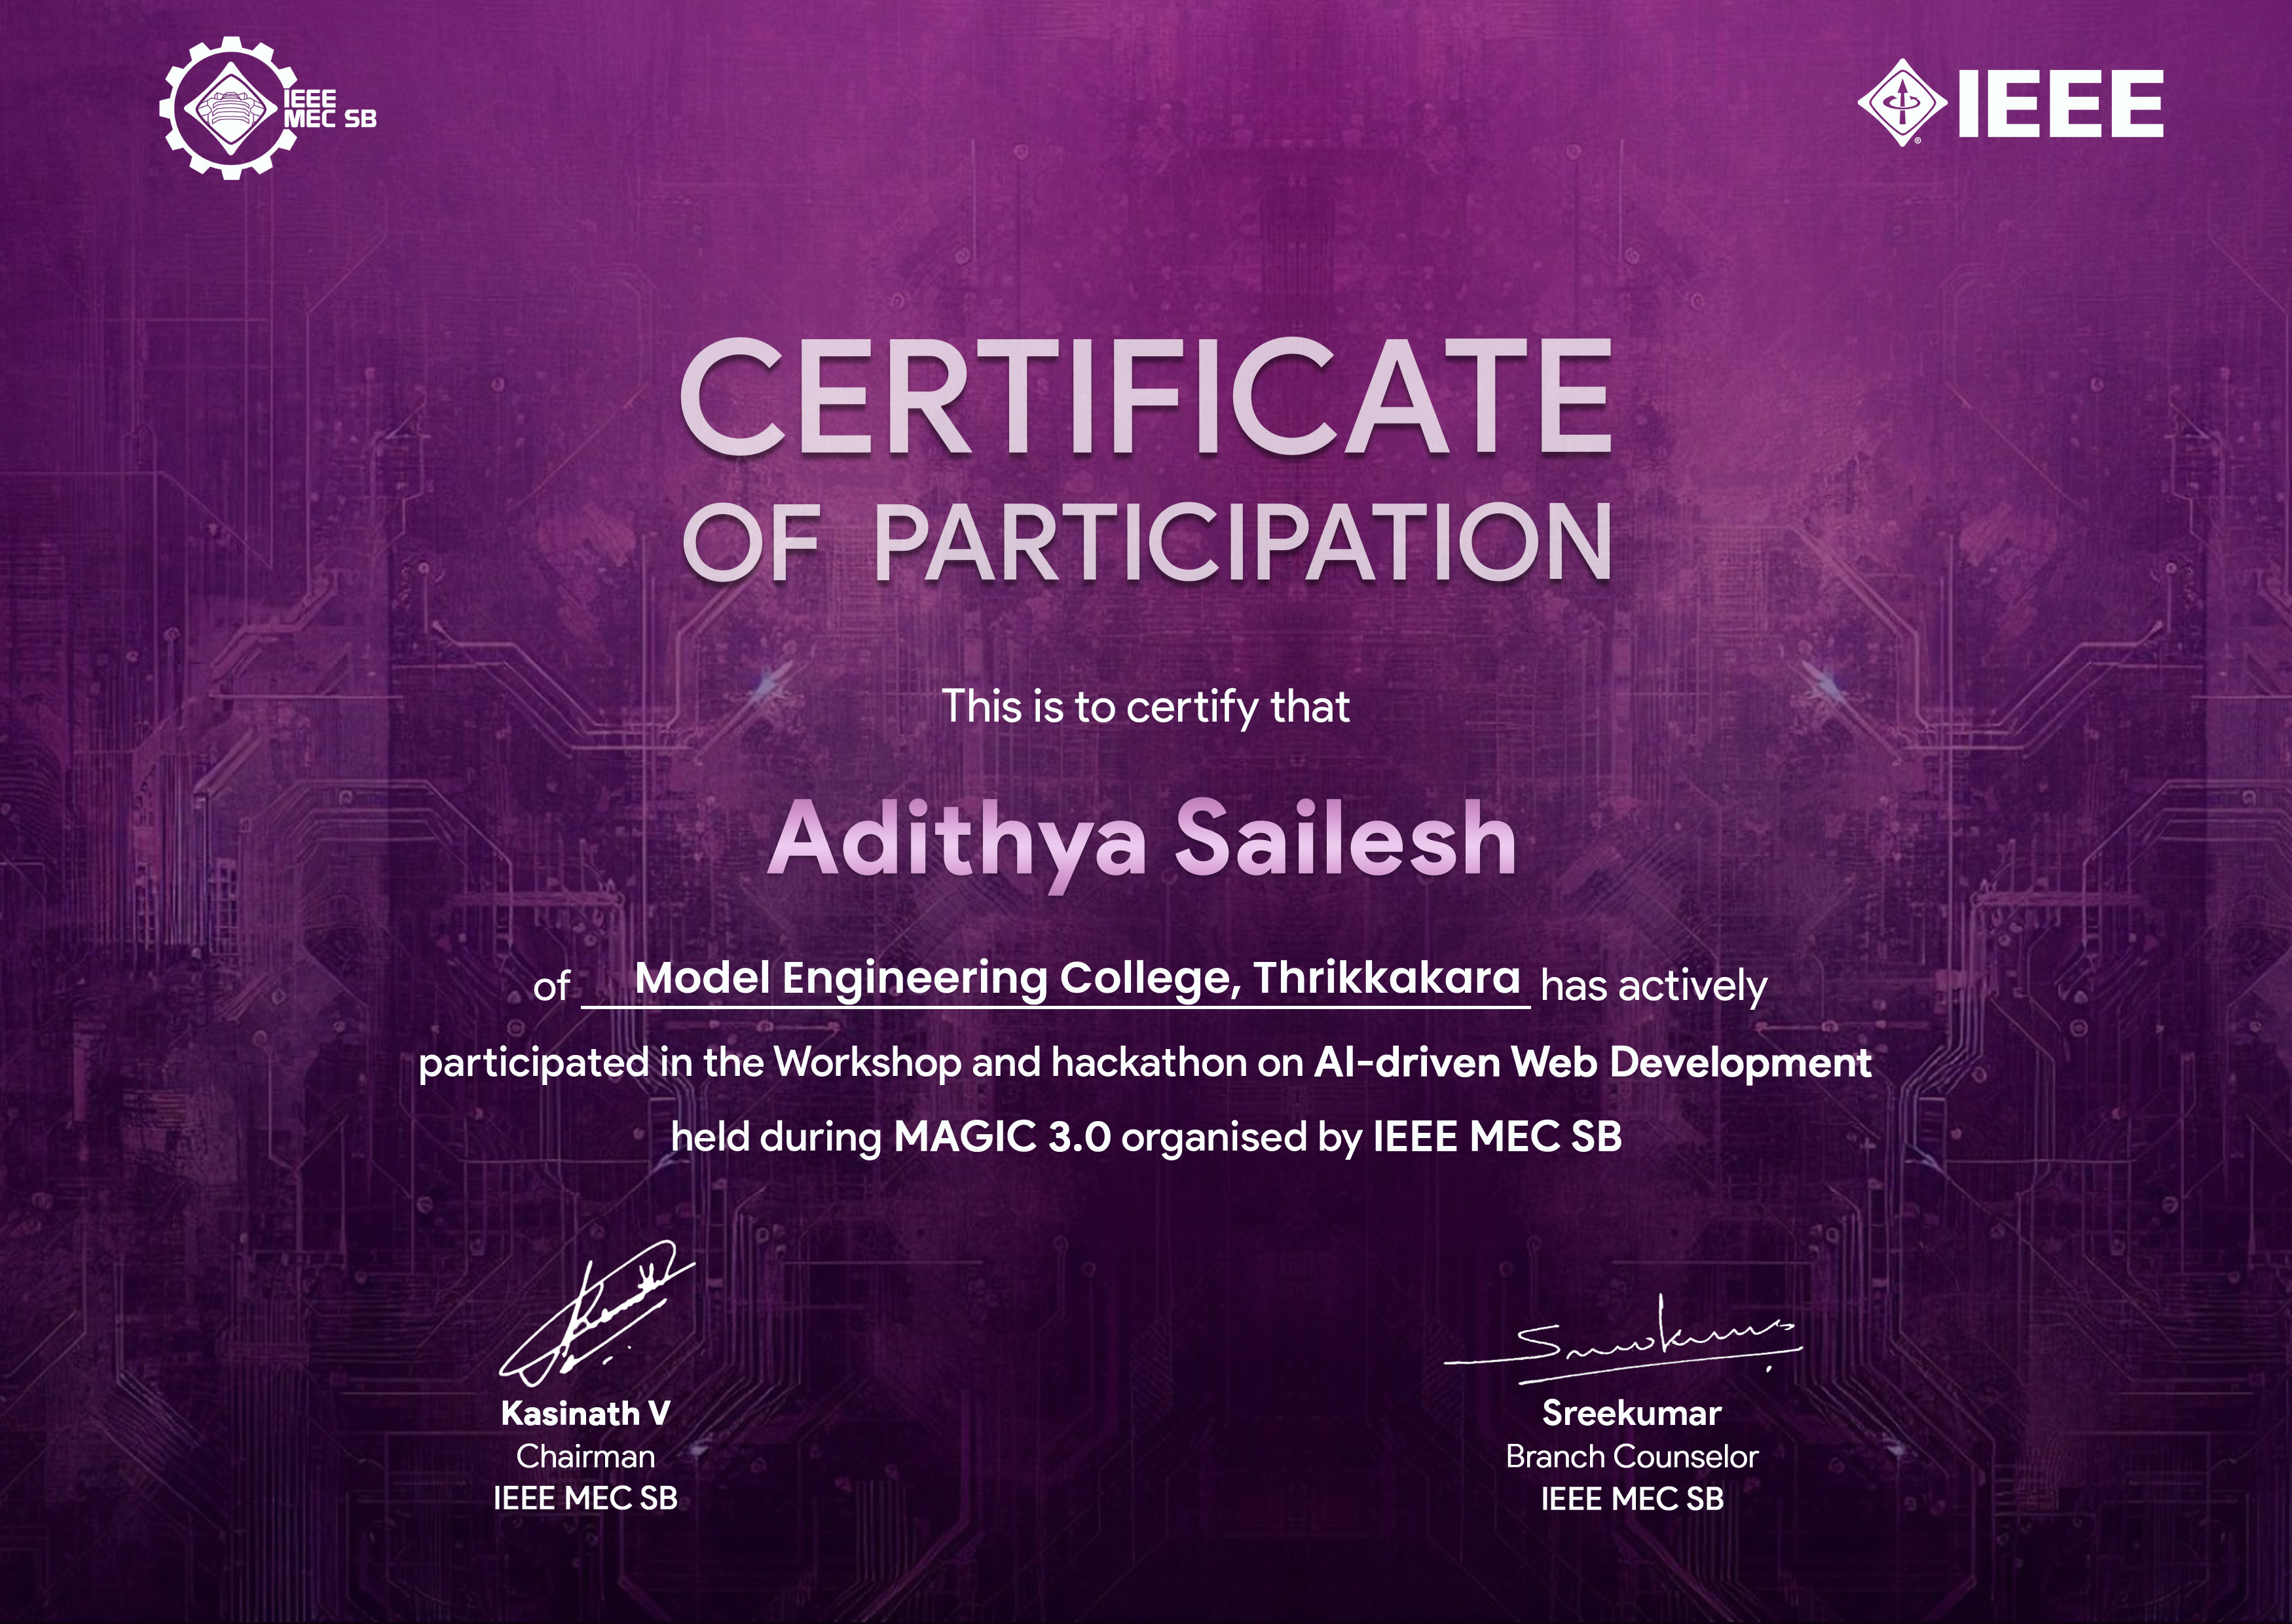 IEEE
MEC SB
IEEE
CERTIFICATE
OF PARTICIPATION
This is to certify that
Adithya Sailesh
of Model Engineering College, Thrikkakara has actively
participated in the Workshop and hackathon on AI-driven Web Development
held during MAGIC 3.0 organised by IEEE MEC SB
Kasinath V
Chairman
IEEE MEC SB
Sreekumar
Branch Counselor
IEEE MEC SB